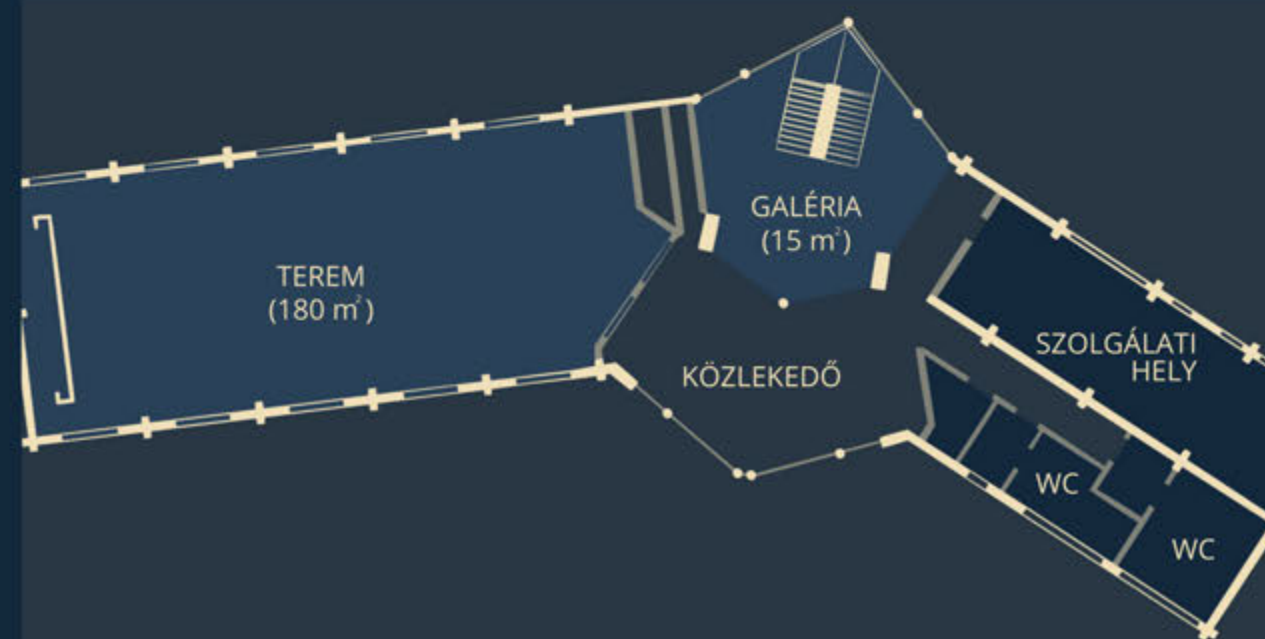 TEREM
(180 m²)
GALÉRIA
(15 m²)
KÖZLEKEDŐ
SZOLGÁLATI
HELY
WC
WC